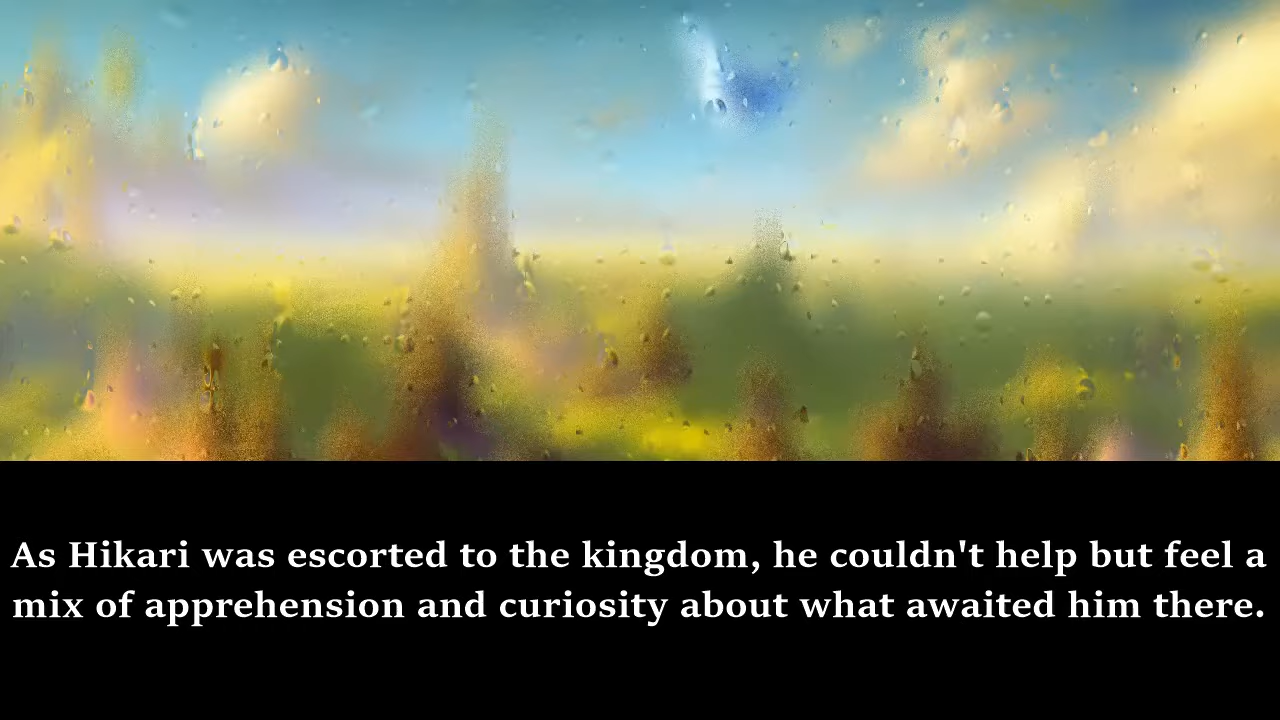 As Hikari was escorted to the kingdom, he couldn't help but feel a
mix of apprehension and curiosity about what awaited him there.